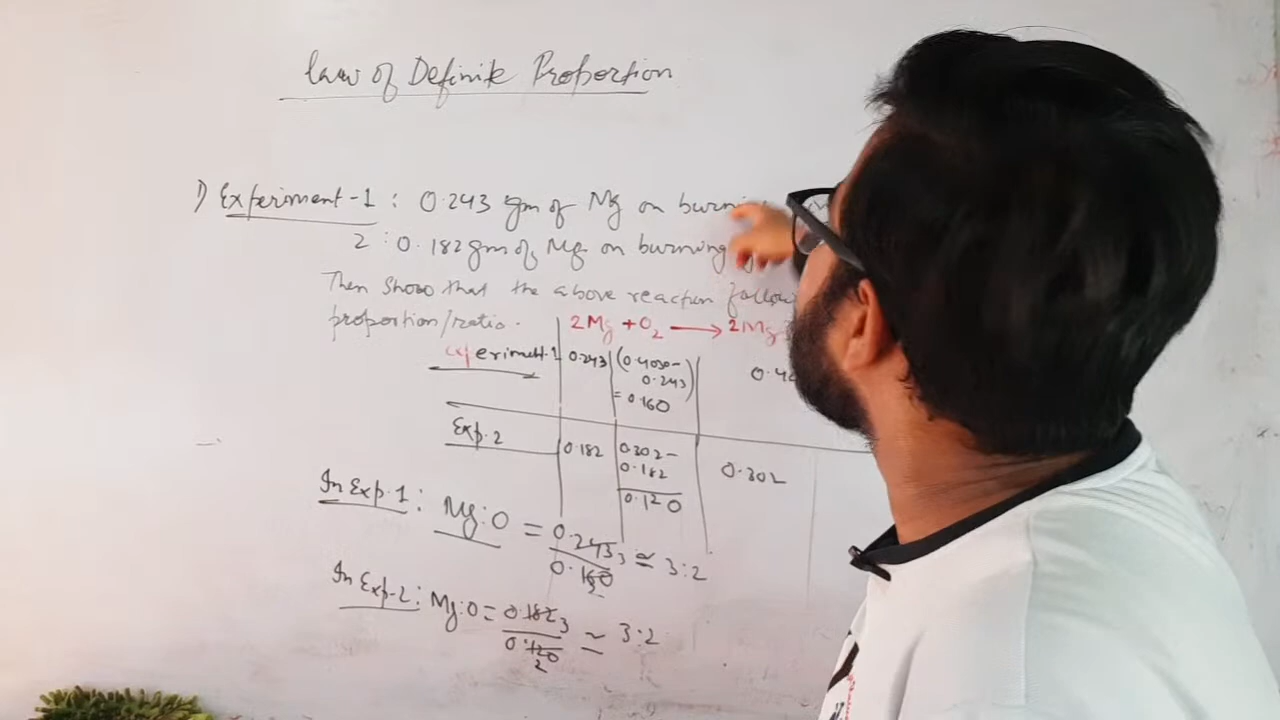 Law of Definite Proportion
1) Experiment-1 : 0.243 gm of Mg on burning
2 : 0.182 gm of Mg on burning
Then show that the above reaction follow
proportion/ratio.
2Mg + O2 → 2Mg
experiment-1 0.243 (0.4030- 0.40
0.243)
= 0.160
Exp.2 0.182 0.302- 0.302
0.182
0.120
In Exp.1 : Mg:O = 0.243 3 ≃ 3:2
0.160 2
In Exp-2 : Mg:O = 0.182 3 ≃ 3:2
0.120
2